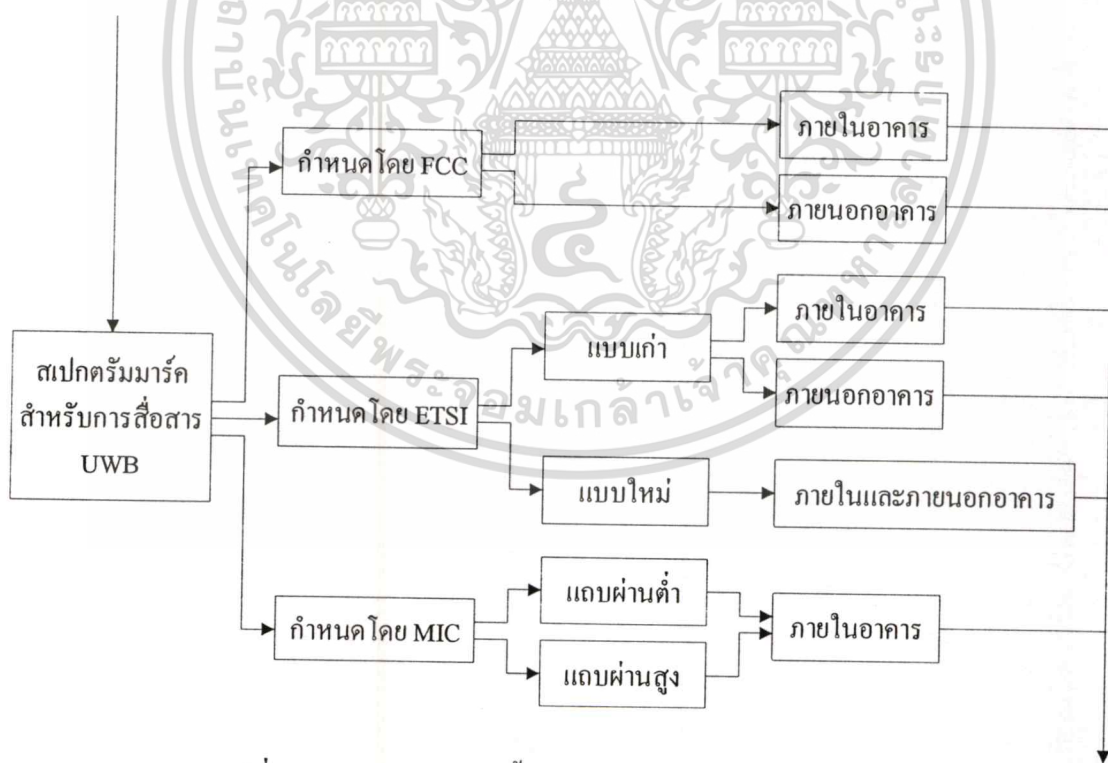 กำหนดโดย FCC
ภายในอาคาร
ภายนอกอาคาร
สเปกตรัมมาร์ค
สำหรับการสื่อสาร
UWB
กำหนดโดย ETSI
แบบเก่า
ภายในอาคาร
ภายนอกอาคาร
แบบใหม่
ภายในและภายนอกอาคาร
กำหนดโดย MIC
แถบผ่านต่ำ
แถบผ่านสูง
ภายในอาคาร